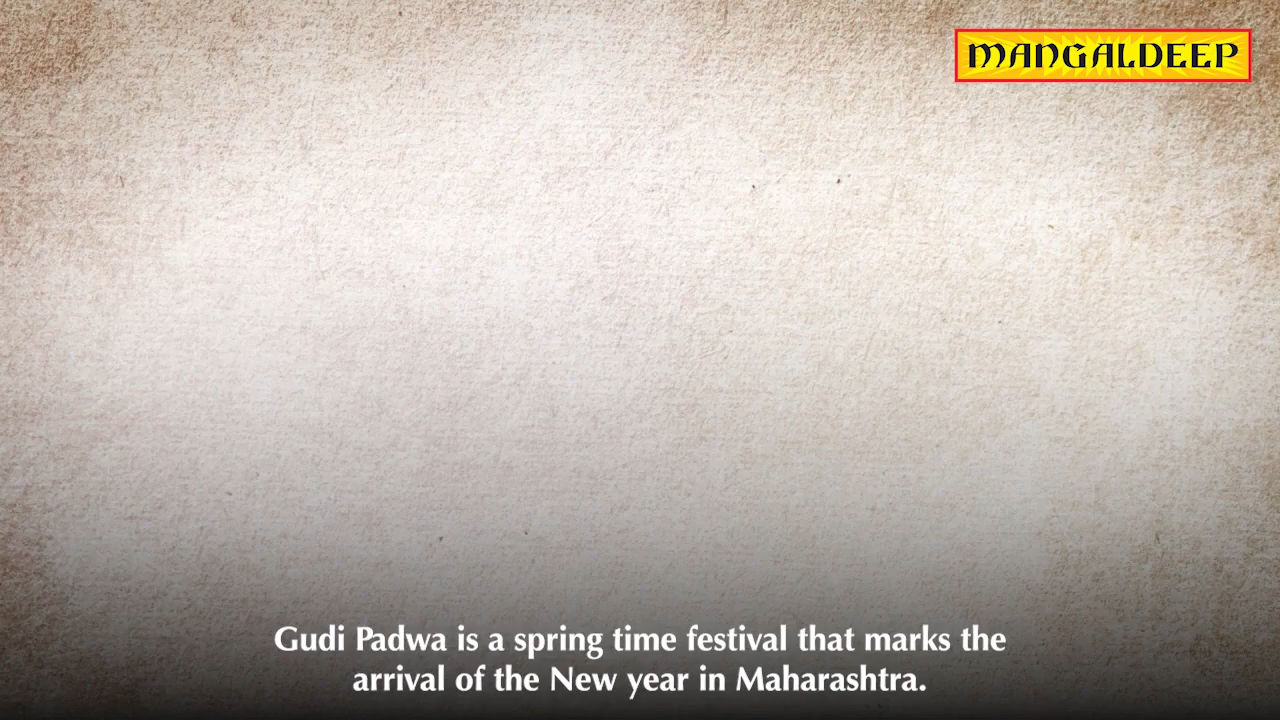 MANGALDEEP
Gudi Padwa is a spring time festival that marks the
arrival of the New year in Maharashtra.